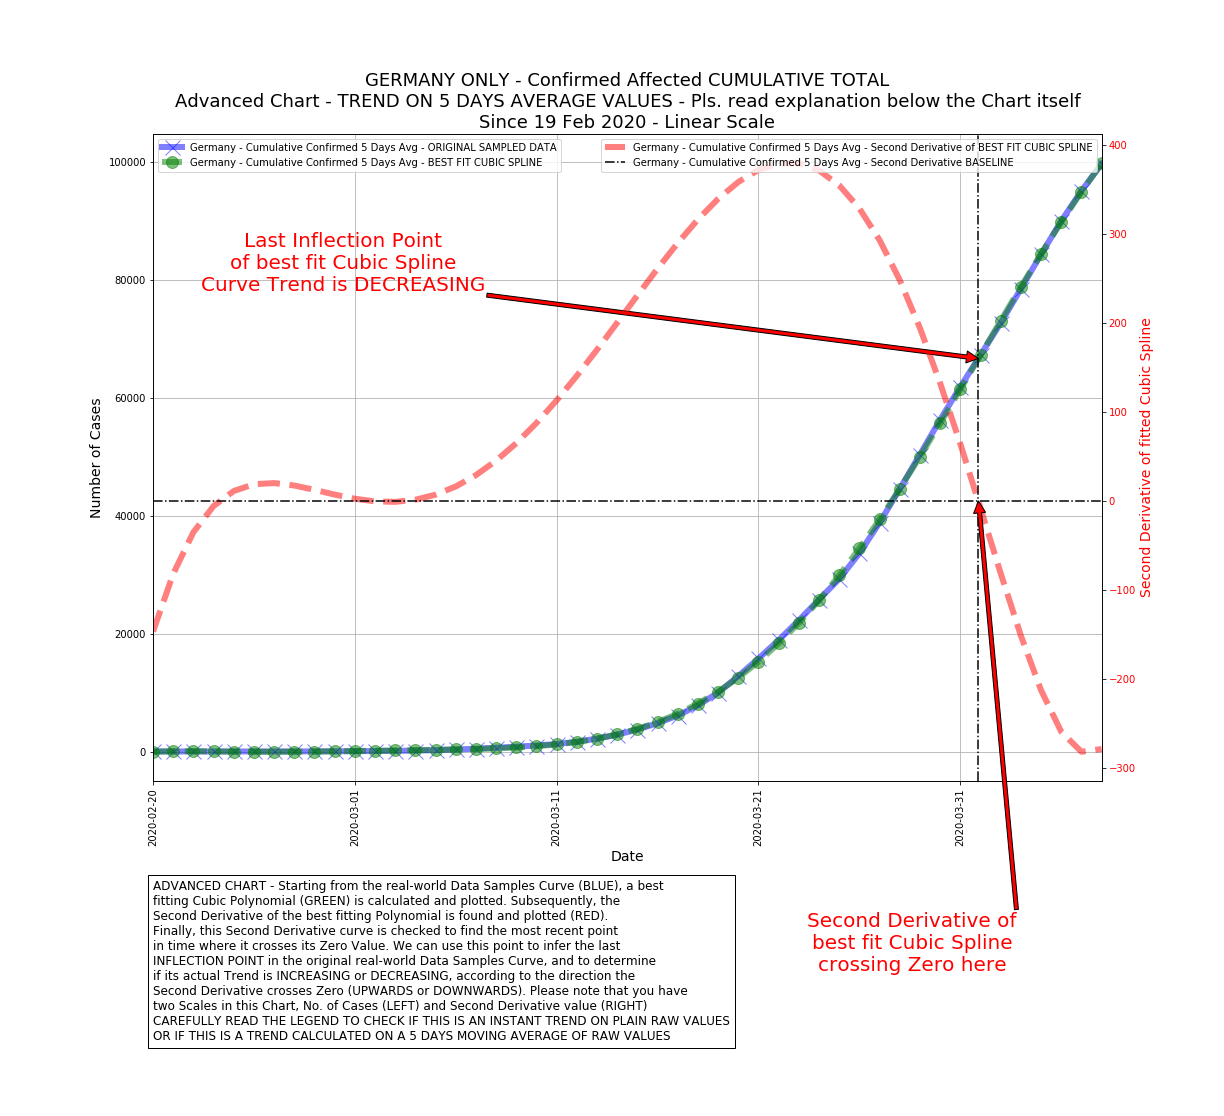 GERMANY ONLY - Confirmed Affected CUMULATIVE TOTAL
Advanced Chart - TREND ON 5 DAYS AVERAGE VALUES - Pls. read explanation below the Chart itself
Since 19 Feb 2020 - Linear Scale
Germany - Cumulative Confirmed 5 Days Avg - ORIGINAL SAMPLED DATA
Germany - Cumulative Confirmed 5 Days Avg - BEST FIT CUBIC SPLINE
Germany - Cumulative Confirmed 5 Days Avg - Second Derivative of BEST FIT CUBIC SPLINE
Germany - Cumulative Confirmed 5 Days Avg - Second Derivative BASELINE
Last Inflection Point
of best fit Cubic Spline
Curve Trend is DECREASING
Number of Cases
100000
80000
60000
40000
20000
0
400
300
200
100
0
−100
−200
−300
Second Derivative of fitted Cubic Spline
2020-02-20
2020-03-01
2020-03-11
2020-03-21
2020-03-31
Date
ADVANCED CHART - Starting from the real-world Data Samples Curve (BLUE), a best
fitting Cubic Polynomial (GREEN) is calculated and plotted. Subsequently, the
Second Derivative of the best fitting Polynomial is found and plotted (RED).
Finally, this Second Derivative curve is checked to find the most recent point
in time where it crosses its Zero Value. We can use this point to infer the last
INFLECTION POINT in the original real-world Data Samples Curve, and to determine
if its actual Trend is INCREASING or DECREASING, according to the direction the
Second Derivative crosses Zero (UPWARDS or DOWNWARDS). Please note that you have
two Scales in this Chart, No. of Cases (LEFT) and Second Derivative value (RIGHT)
CAREFULLY READ THE LEGEND TO CHECK IF THIS IS AN INSTANT TREND ON PLAIN RAW VALUES
OR IF THIS IS A TREND CALCULATED ON A 5 DAYS MOVING AVERAGE OF RAW VALUES
Second Derivative of
best fit Cubic Spline
crossing Zero here